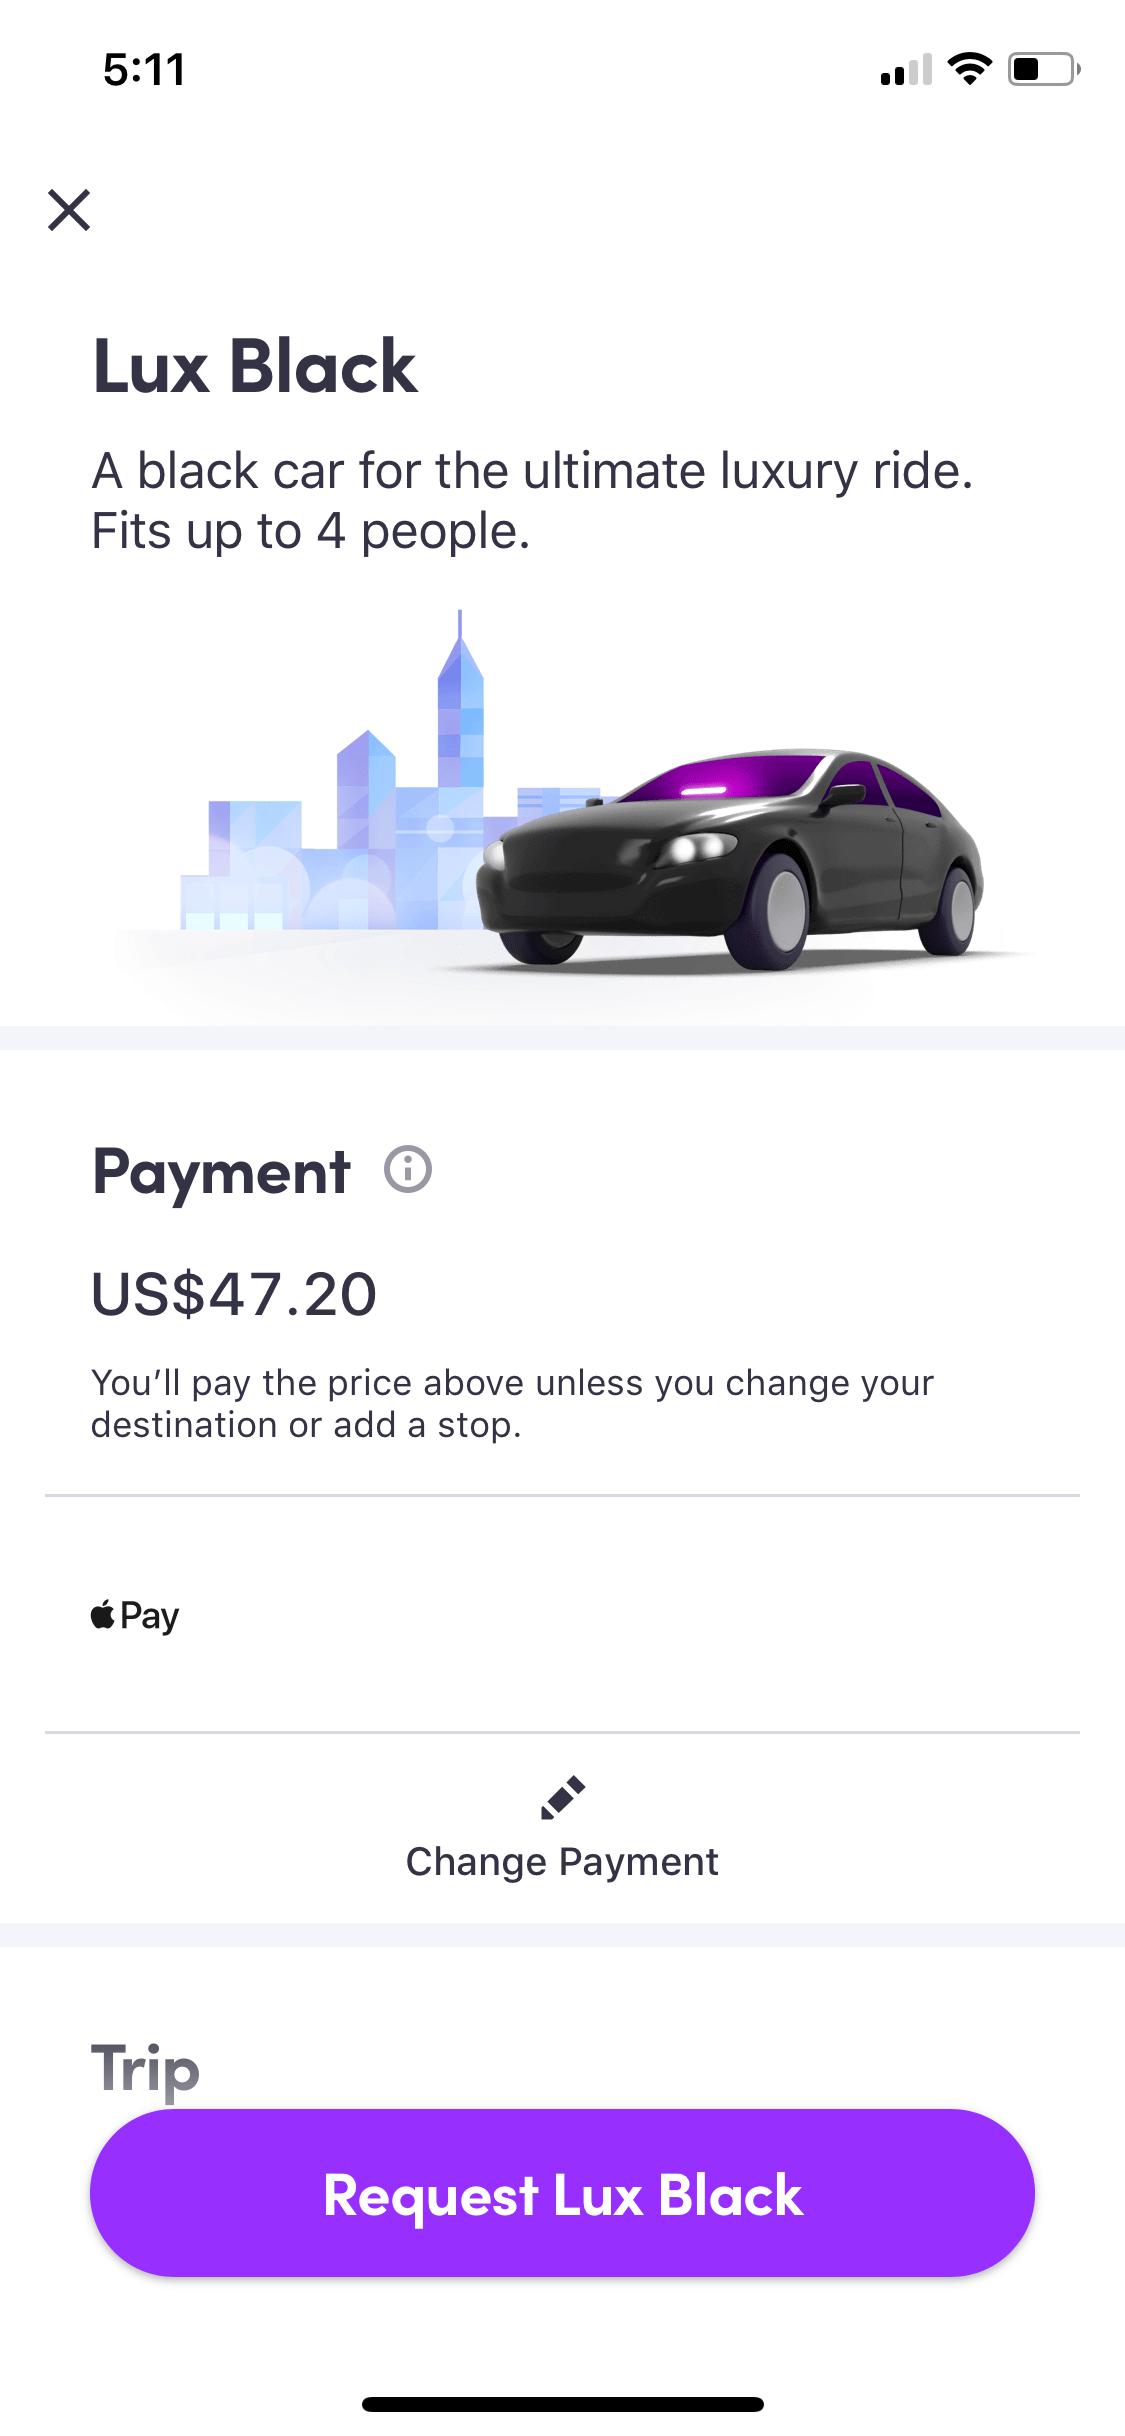 5:11
Lux Black
A black car for the ultimate luxury ride.
Fits up to 4 people.
Payment
US$47.20
You’ll pay the price above unless you change your
destination or add a stop.
Pay
Change Payment
Trip
Request Lux Black